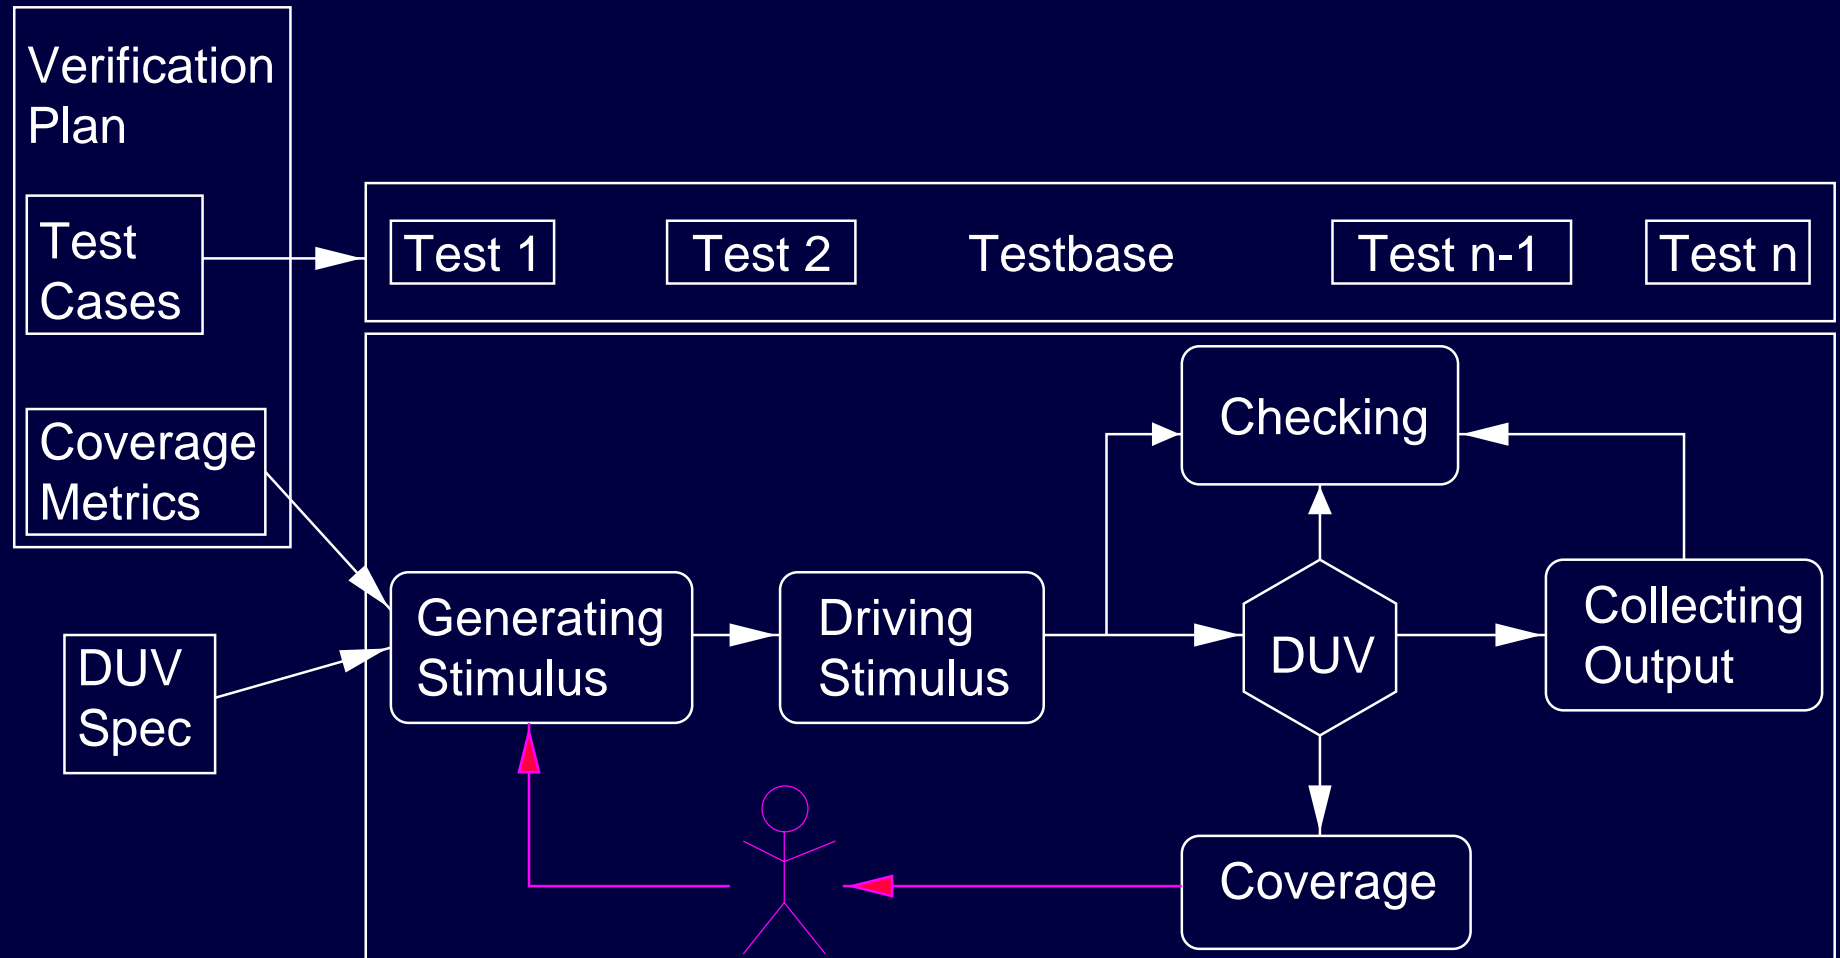 Verification
Plan
Test
Cases
Test 1
Test 2
Testbase
Test n-1
Test n
Coverage
Metrics
Checking
DUV
Spec
Generating
Stimulus
Driving
Stimulus
DUV
Collecting
Output
Coverage